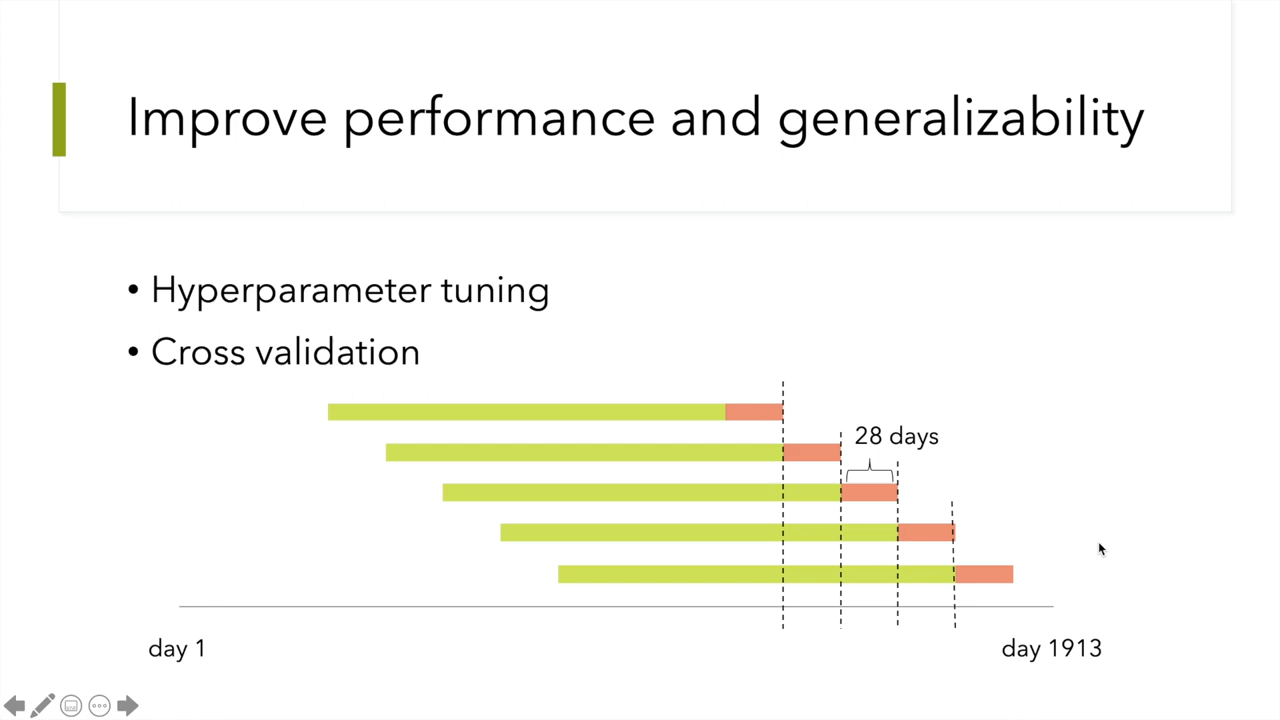 Improve performance and generalizability
• Hyperparameter tuning
• Cross validation
28 days
day 1
day 1913